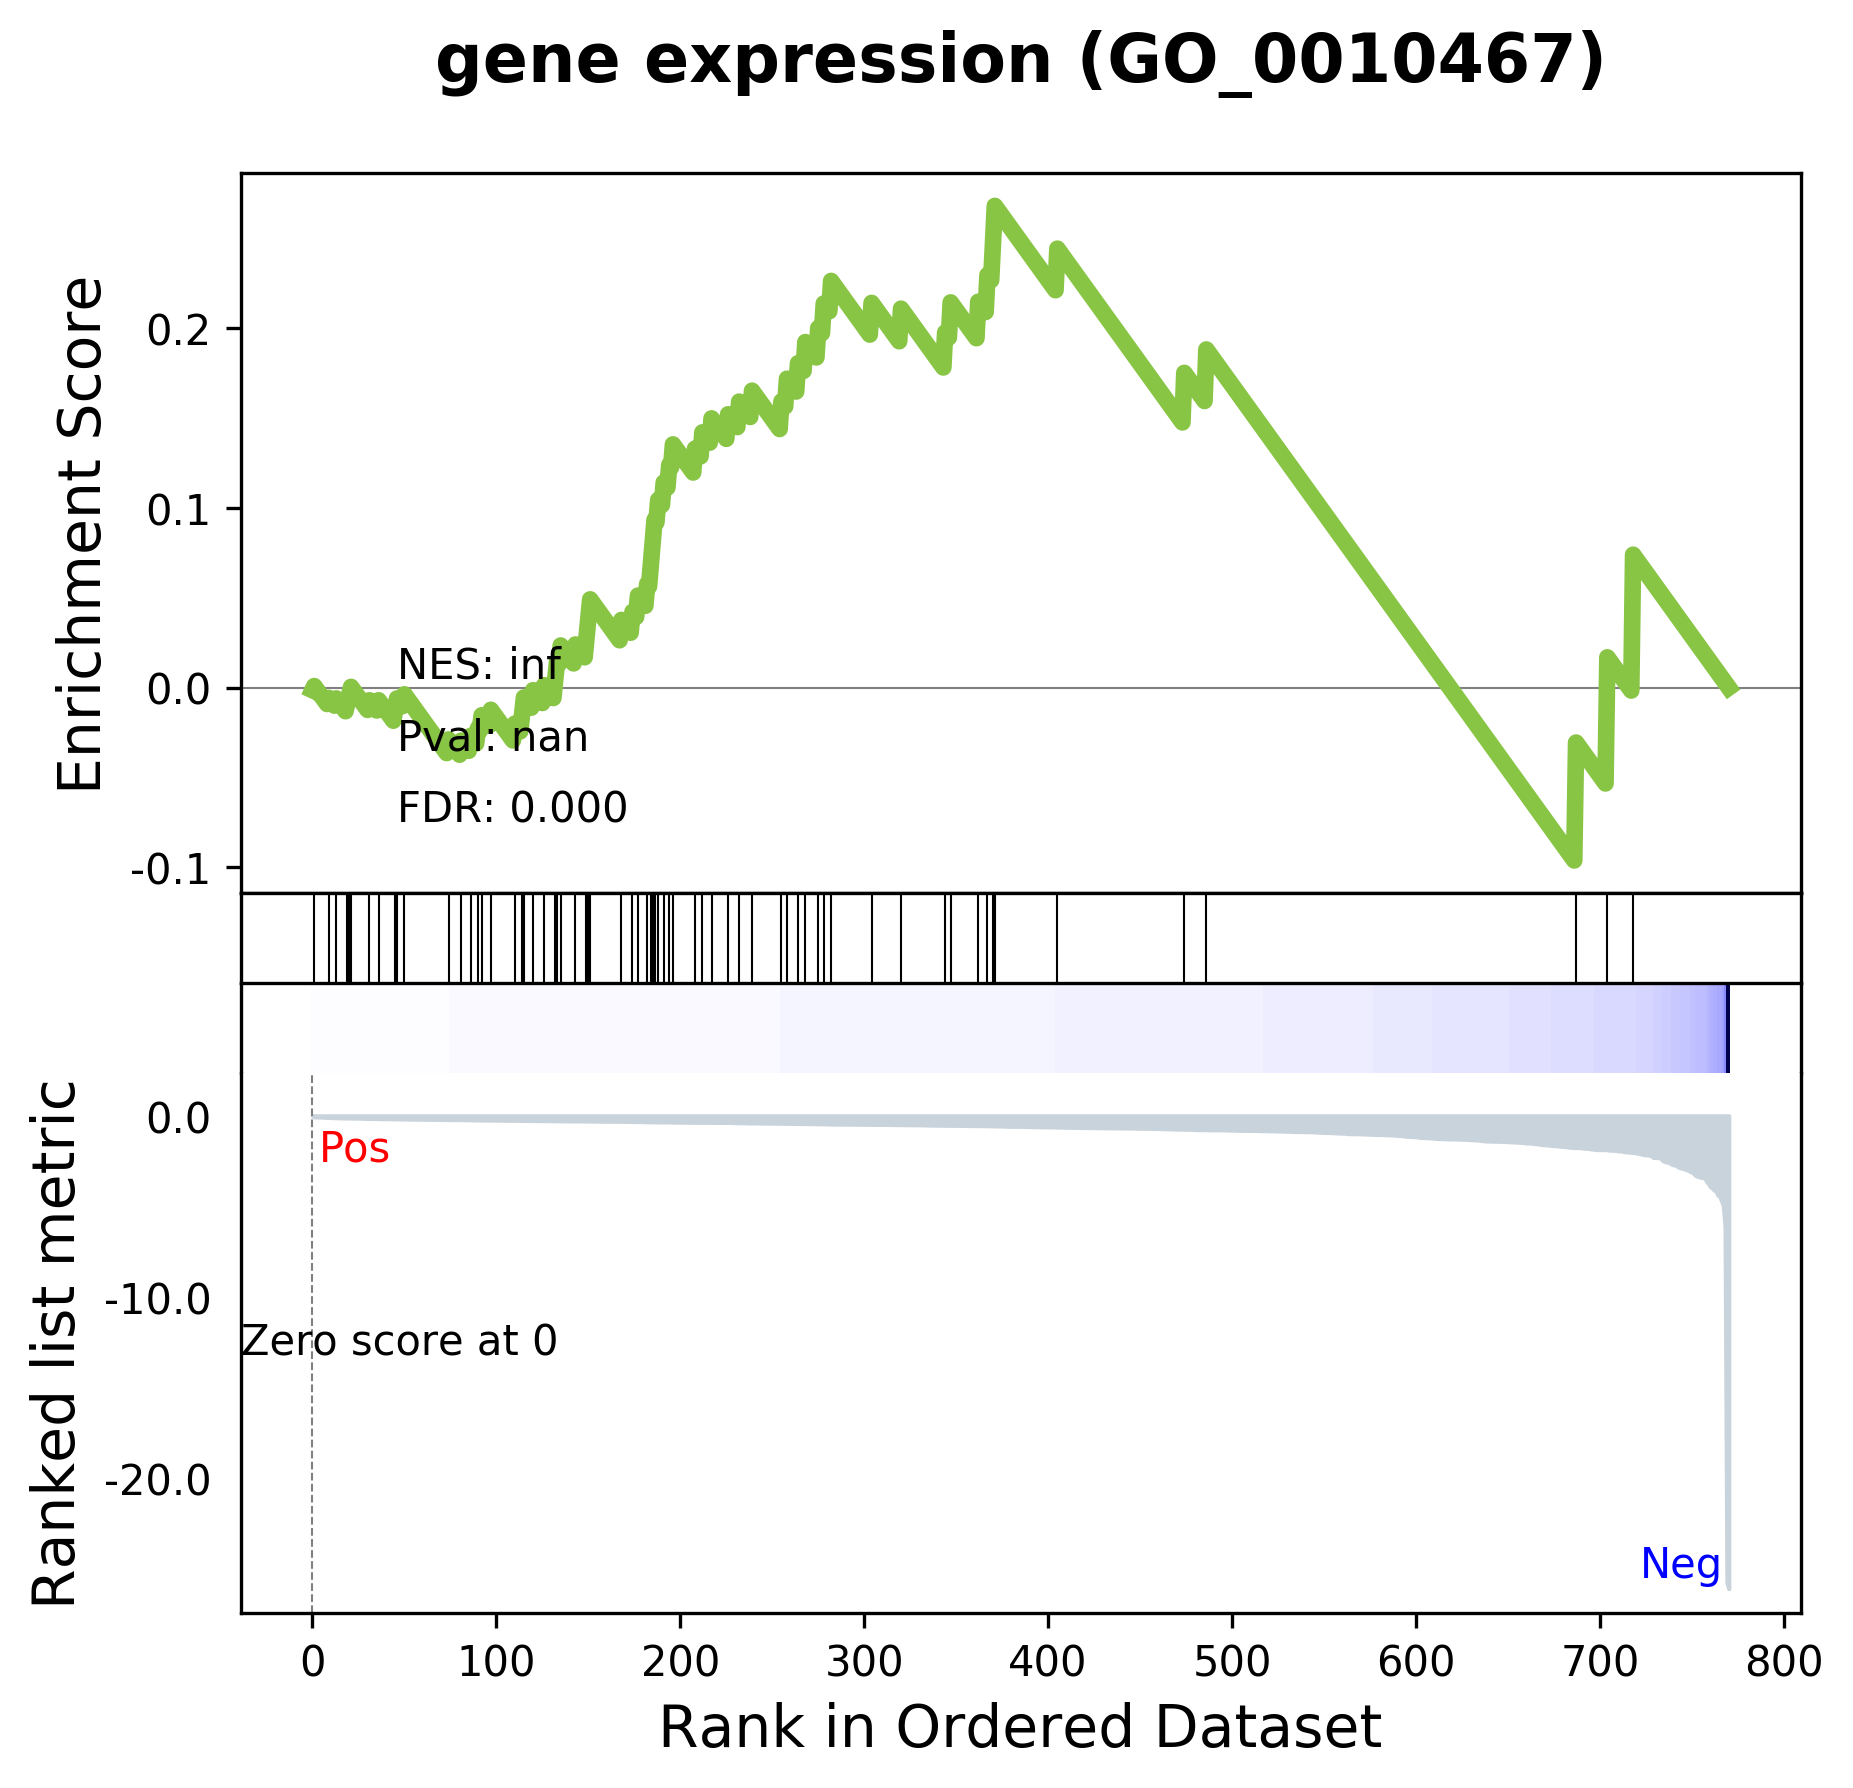 gene expression (GO_0010467)
Enrichment Score
0.2
0.1
0.0
-0.1
NES: inf
Pval: nan
FDR: 0.000
Ranked list metric
0.0
-10.0
-20.0
Pos
Zero score at 0
Neg
0 100 200 300 400 500 600 700 800
Rank in Ordered Dataset